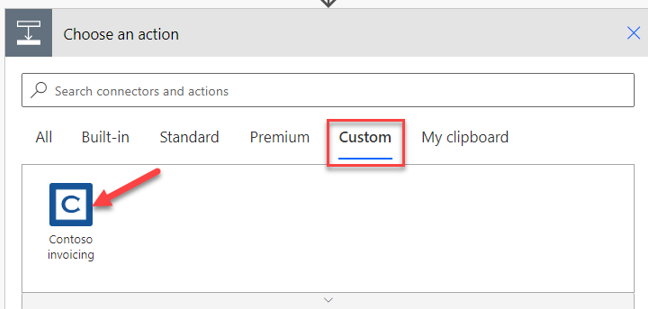 Choose an action
Search connectors and actions
All Built-in Standard Premium Custom My clipboard
C
Contoso
invoicing